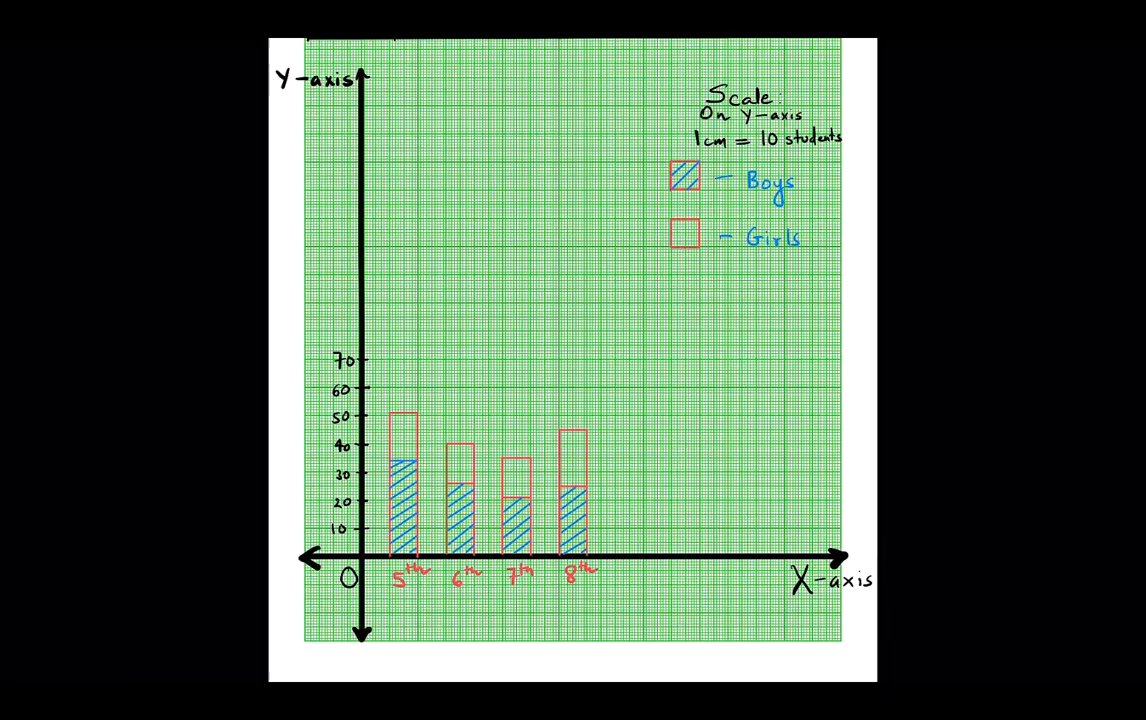 Y-axis
Scale:
On Y-axis
1cm = 10 students
- Boys
- Girls
70
60
50
40
30
20
10
0
5th 6th 7th 8th
X-axis